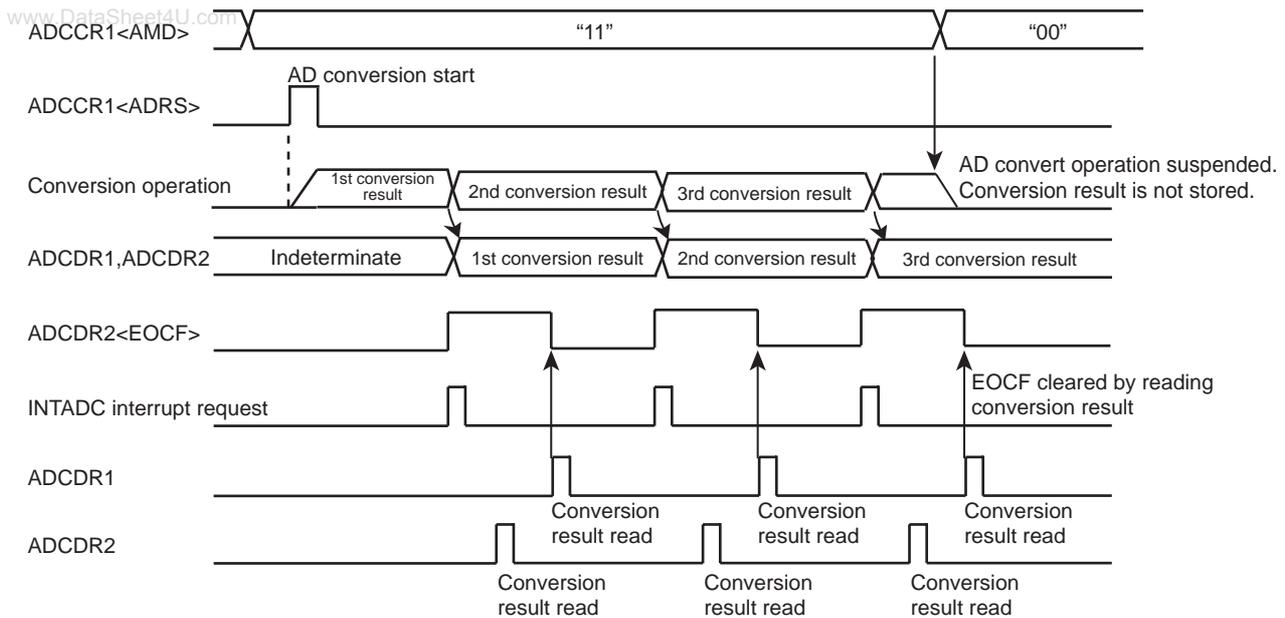 www.DataSheet4U.com
ADCCR1<AMD>
“11”
“00”
AD conversion start
ADCCR1<ADRS>
AD convert operation suspended.
Conversion result is not stored.
Conversion operation
1st conversion
result
2nd conversion result
3rd conversion result
ADCDR1,ADCDR2
Indeterminate
1st conversion result
2nd conversion result
3rd conversion result
ADCDR2<EOCF>
EOCF cleared by reading
conversion result
INTADC interrupt request
ADCDR1
Conversion
result read
Conversion
result read
Conversion
result read
ADCDR2
Conversion
result read
Conversion
result read
Conversion
result read